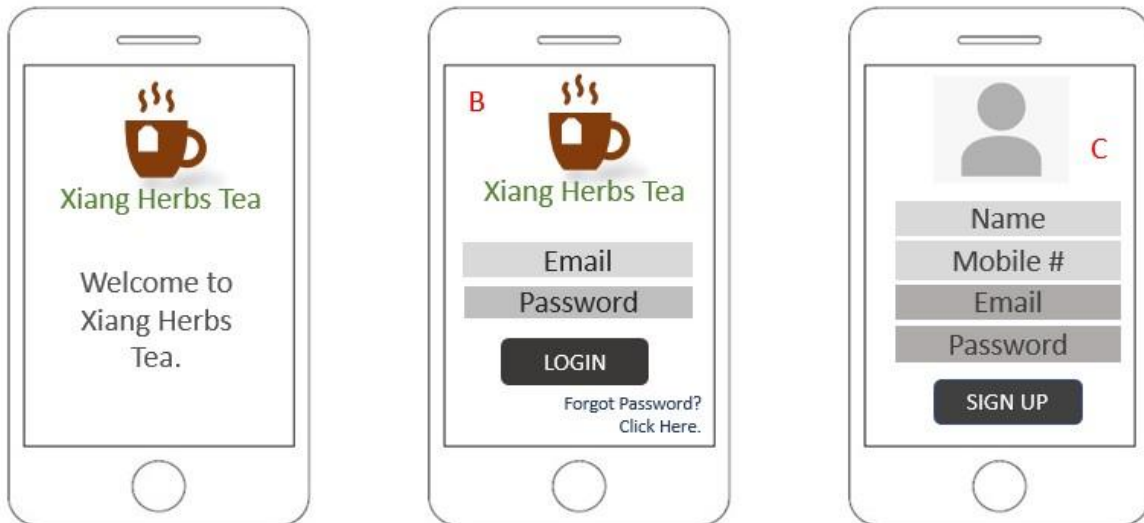 Xiang Herbs Tea
Welcome to
Xiang Herbs
Tea.
B
Xiang Herbs Tea
Email
Password
LOGIN
Forgot Password?
Click Here.
C
Name
Mobile #
Email
Password
SIGN UP